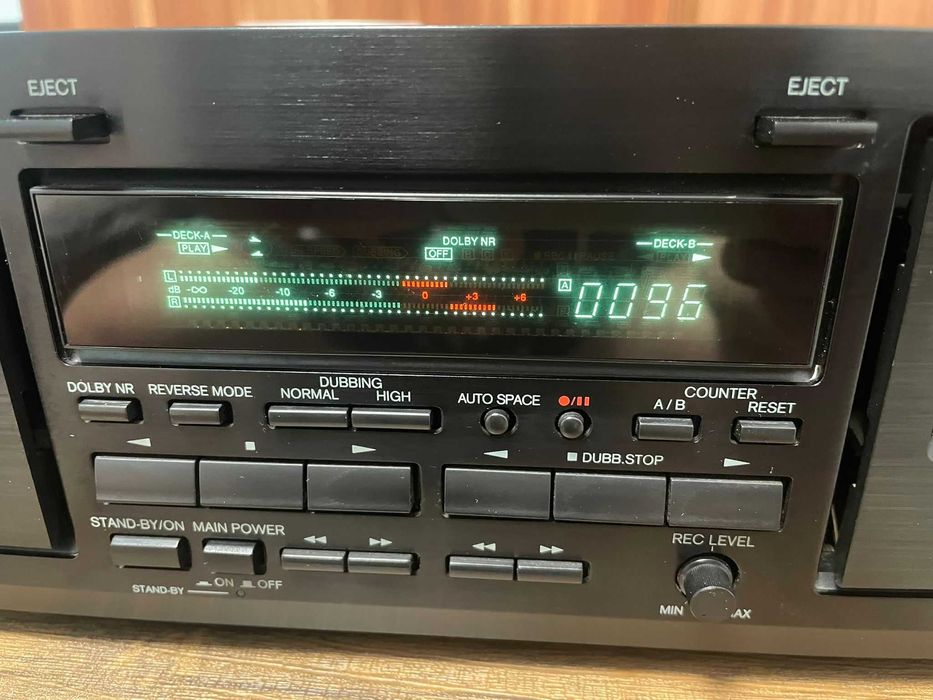 EJECT
EJECT
DECK-A
PLAY
DOLBY NR
OFF
DECK-B
L
dB -∞ -20 -10 -6 -3 0 +3 +6
R
A
0096
DOLBY NR
REVERSE MODE
DUBBING
NORMAL
HIGH
AUTO SPACE
COUNTER
A / B
RESET
DUBB.STOP
STAND-BY/ON
MAIN POWER
ON
OFF
STAND-BY
REC LEVEL
MIN